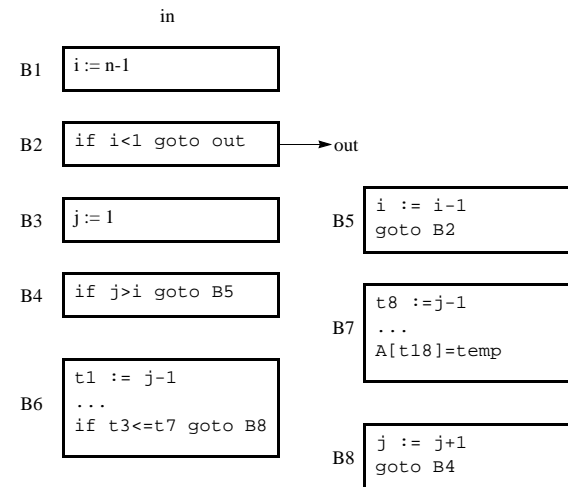 in
B1
i := n-1
B2
if i<1 goto out
out
B3
j := 1
B4
if j>i goto B5
B6
t1 := j-1
...
if t3<=t7 goto B8
B5
i := i-1
goto B2
B7
t8 :=j-1
...
A[t18]=temp
B8
j := j+1
goto B4